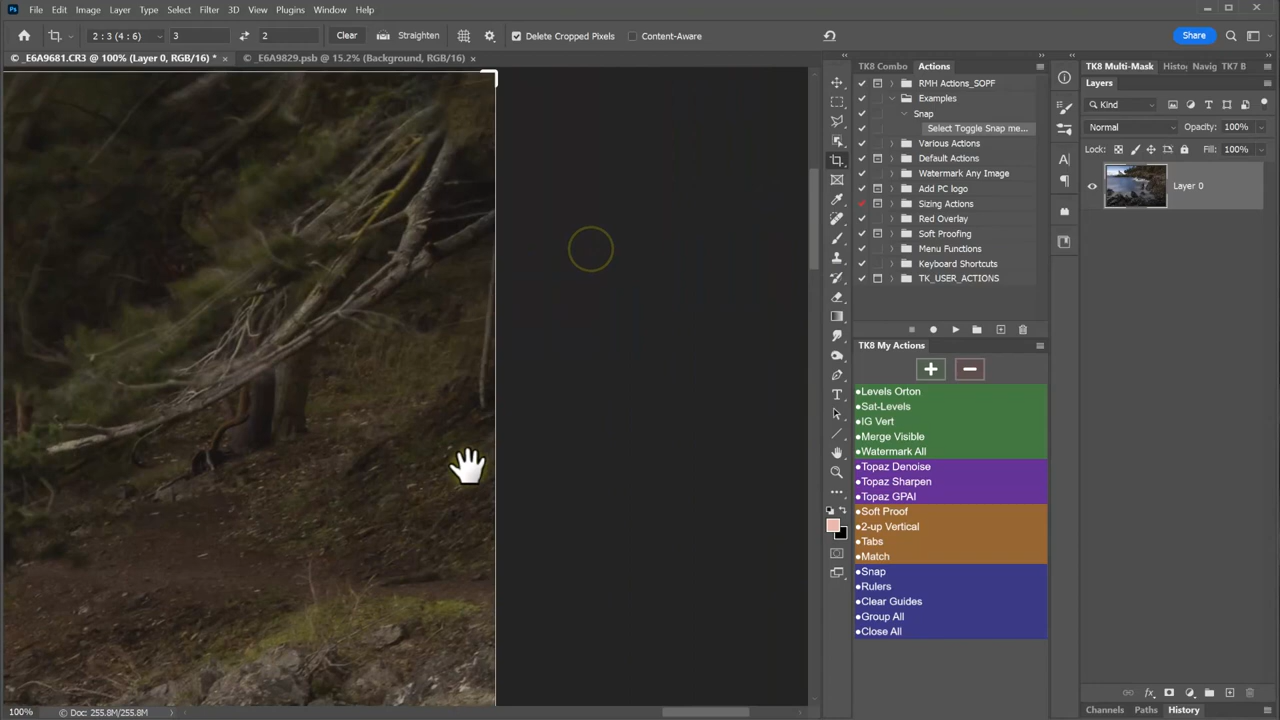 Ps File Edit Image Layer Type Select Filter 3D View Plugins Window Help
2 : 3 (4 : 6) 3 2 Clear Straighten Delete Cropped Pixels Content-Aware Share
© _E6A9681.CR3 @ 100% (Layer 0, RGB/16) * × © _E6A9829.psb @ 15.2% (Background, RGB/16) ×
TK8 Combo Actions
RMH Actions_SOPF
Examples
Snap
Select Toggle Snap me...
Various Actions
Default Actions
Watermark Any Image
Add PC logo
Sizing Actions
Red Overlay
Soft Proofing
Menu Functions
Keyboard Shortcuts
TK_USER_ACTIONS
TK8 My Actions
+ −
●Levels Orton
●Sat-Levels
●IG Vert
●Merge Visible
●Watermark All
●Topaz Denoise
●Topaz Sharpen
●Topaz GPAI
●Soft Proof
●2-up Vertical
●Tabs
●Match
●Snap
●Rulers
●Clear Guides
●Group All
●Close All
TK8 Multi-Mask Histo Navig TK7 B
Layers
Kind
Normal Opacity: 100%
Lock: Fill: 100%
Layer 0
fx
Channels Paths History
100% Doc: 255.8M/255.8M